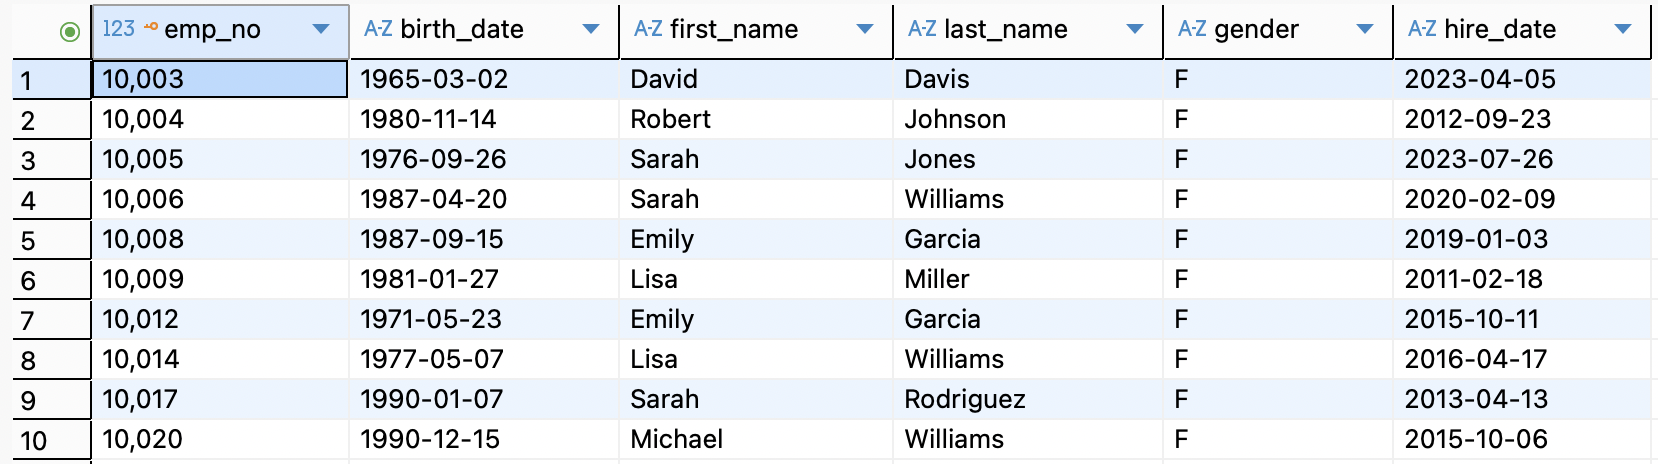 123 emp_no A-Z birth_date A-Z first_name A-Z last_name A-Z gender A-Z hire_date
1 10,003 1965-03-02 David Davis F 2023-04-05
2 10,004 1980-11-14 Robert Johnson F 2012-09-23
3 10,005 1976-09-26 Sarah Jones F 2023-07-26
4 10,006 1987-04-20 Sarah Williams F 2020-02-09
5 10,008 1987-09-15 Emily Garcia F 2019-01-03
6 10,009 1981-01-27 Lisa Miller F 2011-02-18
7 10,012 1971-05-23 Emily Garcia F 2015-10-11
8 10,014 1977-05-07 Lisa Williams F 2016-04-17
9 10,017 1990-01-07 Sarah Rodriguez F 2013-04-13
10 10,020 1990-12-15 Michael Williams F 2015-10-06